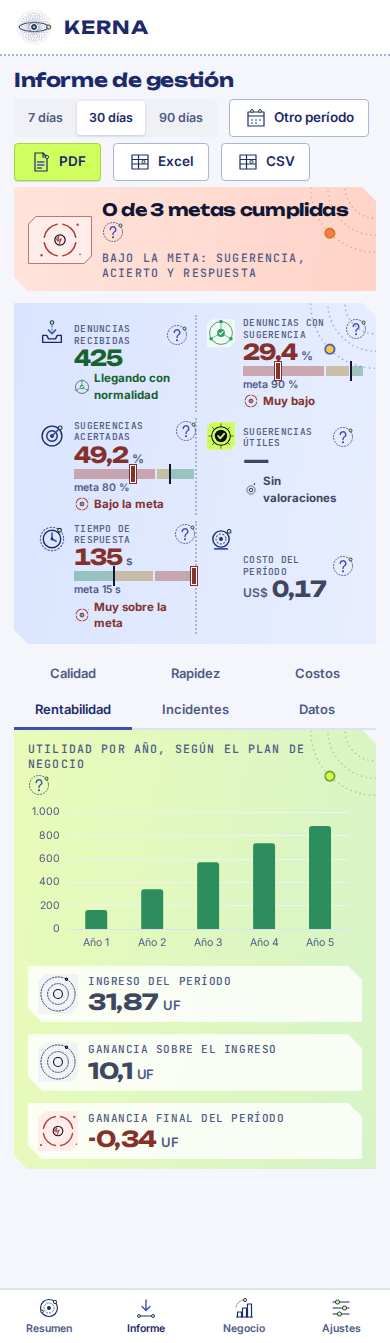 KERNA
Informe de gestión
7 días
30 días
90 días
Otro período
PDF
Excel
CSV
0 de 3 metas cumplidas
?
BAJO LA META: SUGERENCIA,
ACIERTO Y RESPUESTA
DENUNCIAS
RECIBIDAS
?
425
Llegando con
normalidad
DENUNCIAS CON
SUGERENCIA
?
29,4 %
meta 90 %
Muy bajo
SUGERENCIAS
ACERTADAS
?
49,2 %
meta 80 %
Bajo la meta
SUGERENCIAS
ÚTILES
?
—
Sin
valoraciones
TIEMPO DE
RESPUESTA
?
135 s
meta 15 s
Muy sobre la
meta
COSTO DEL
PERÍODO
?
US$ 0,17
Calidad
Rapidez
Costos
Rentabilidad
Incidentes
Datos
UTILIDAD POR AÑO, SEGÚN EL PLAN DE
NEGOCIO
?
1.000
800
600
400
200
0
Año 1
Año 2
Año 3
Año 4
Año 5
INGRESO DEL PERÍODO
31,87 UF
GANANCIA SOBRE EL INGRESO
10,1 UF
GANANCIA FINAL DEL PERÍODO
-0,34 UF
Resumen
Informe
Negocio
Ajustes